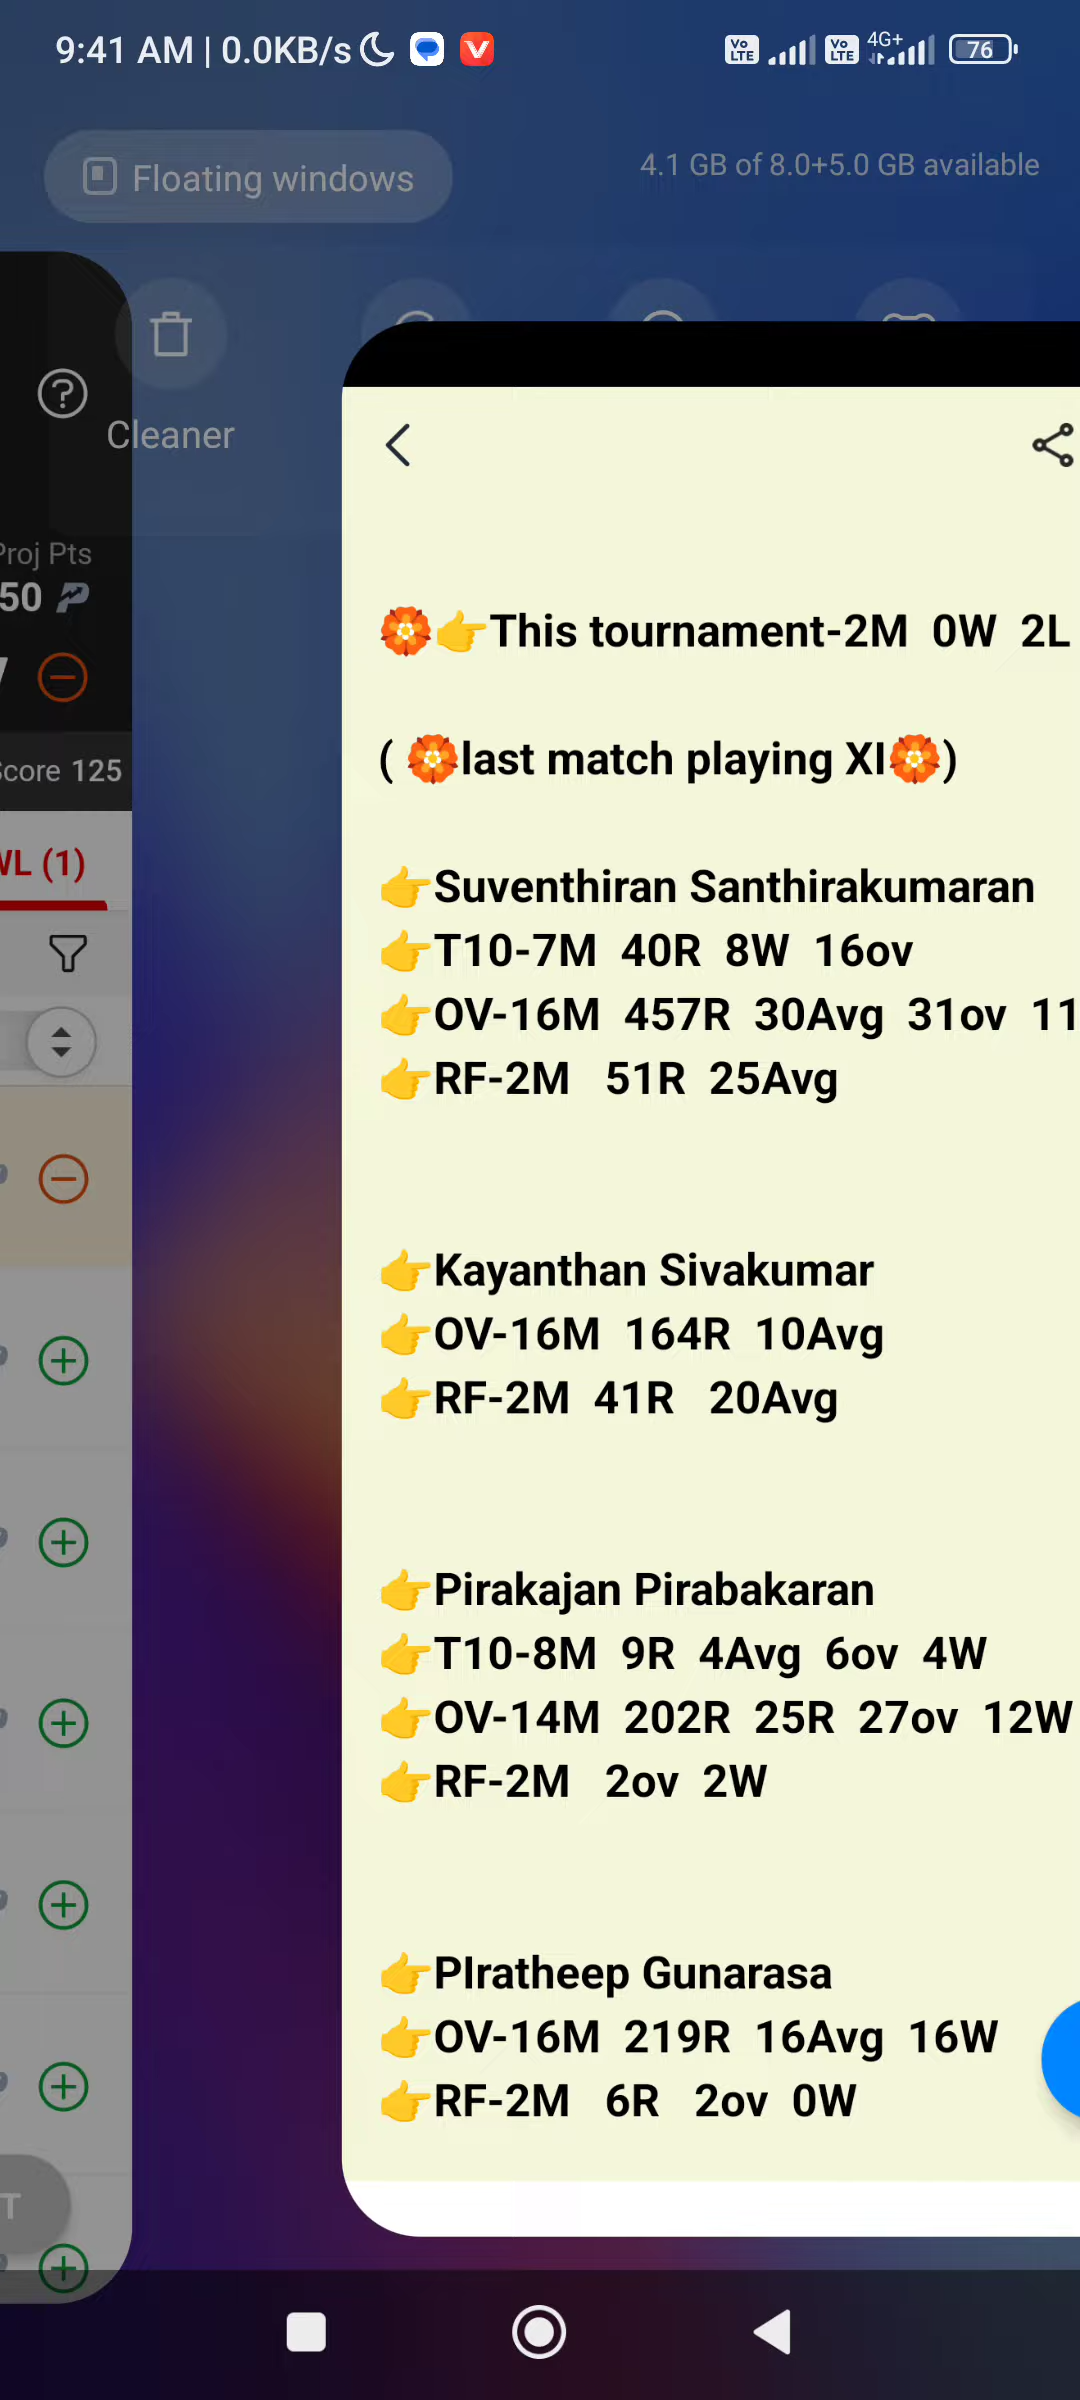 9:41 AM | 0.0KB/s
Vo LTE
Vo LTE
4G+
76
Floating windows
4.1 GB of 8.0+5.0 GB available
Cleaner
Proj Pts
50
Score 125
WL (1)
🏵👉This tournament-2M 0W 2L
( 🏵last match playing XI🏵)
👉Suventhiran Santhirakumaran
👉T10-7M 40R 8W 16ov
👉OV-16M 457R 30Avg 31ov 11
👉RF-2M 51R 25Avg
👉Kayanthan Sivakumar
👉OV-16M 164R 10Avg
👉RF-2M 41R 20Avg
👉Pirakajan Pirabakaran
👉T10-8M 9R 4Avg 6ov 4W
👉OV-14M 202R 25R 27ov 12W
👉RF-2M 2ov 2W
👉PIratheep Gunarasa
👉OV-16M 219R 16Avg 16W
👉RF-2M 6R 2ov 0W
T